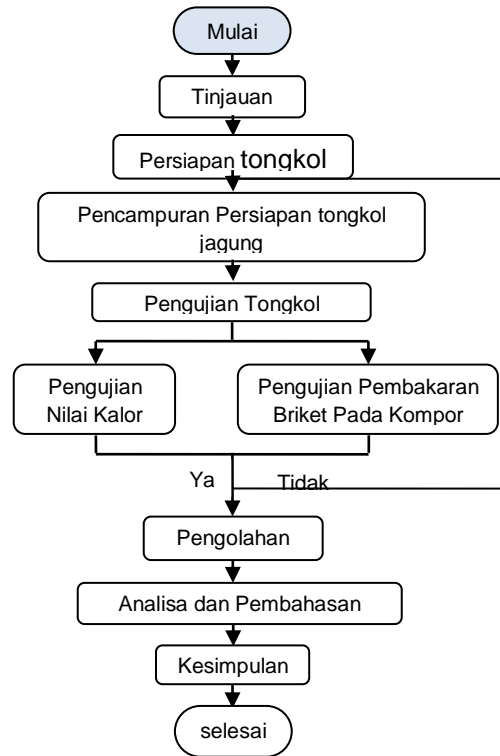 Mulai
Tinjauan
Persiapan tongkol
Pencampuran Persiapan tongkol
jagung
Pengujian Tongkol
Pengujian
Nilai Kalor
Pengujian Pembakaran
Briket Pada Kompor
Ya
Tidak
Pengolahan
Analisa dan Pembahasan
Kesimpulan
selesai